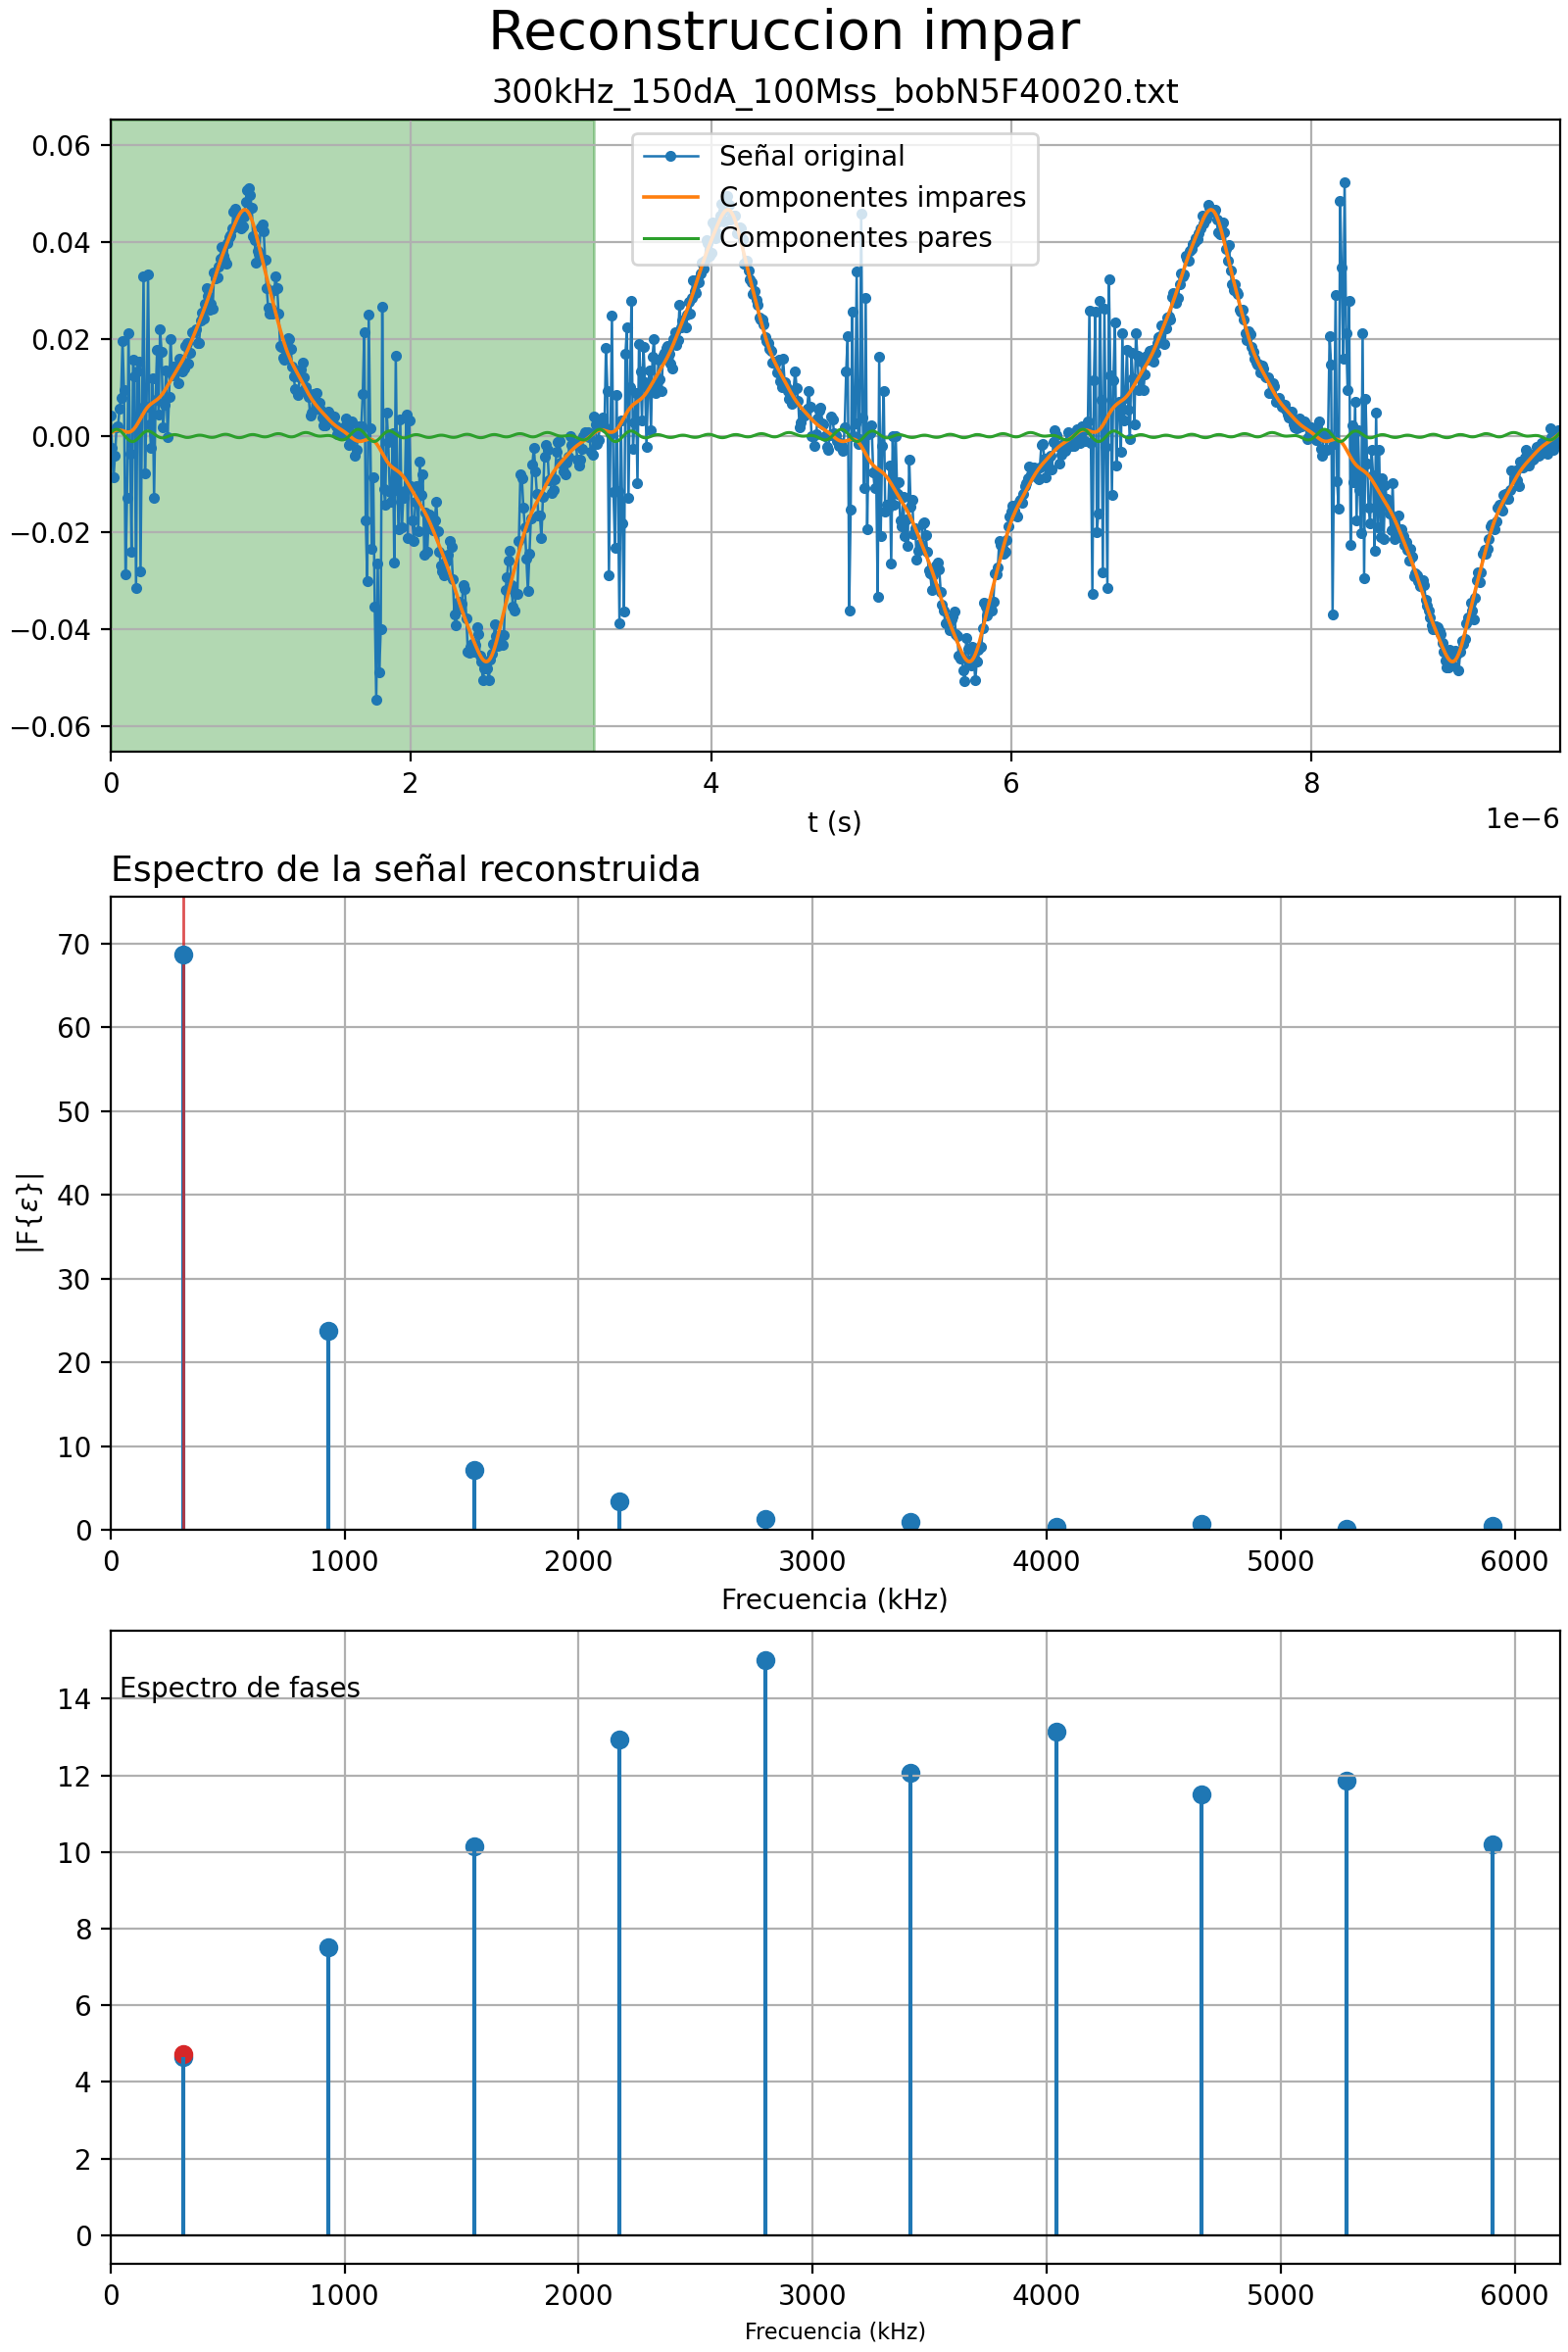 Reconstruccion impar
300kHz_150dA_100Mss_bobN5F40020.txt
0.06
0.04
0.02
0.00
−0.02
−0.04
−0.06
Señal original
Componentes impares
Componentes pares
0 2 4 6 8
t (s)
1e−6
Espectro de la señal reconstruida
|F{ε}|
70
60
50
40
30
20
10
0
0 1000 2000 3000 4000 5000 6000
Frecuencia (kHz)
Espectro de fases
14
12
10
8
6
4
2
0
0 1000 2000 3000 4000 5000 6000
Frecuencia (kHz)